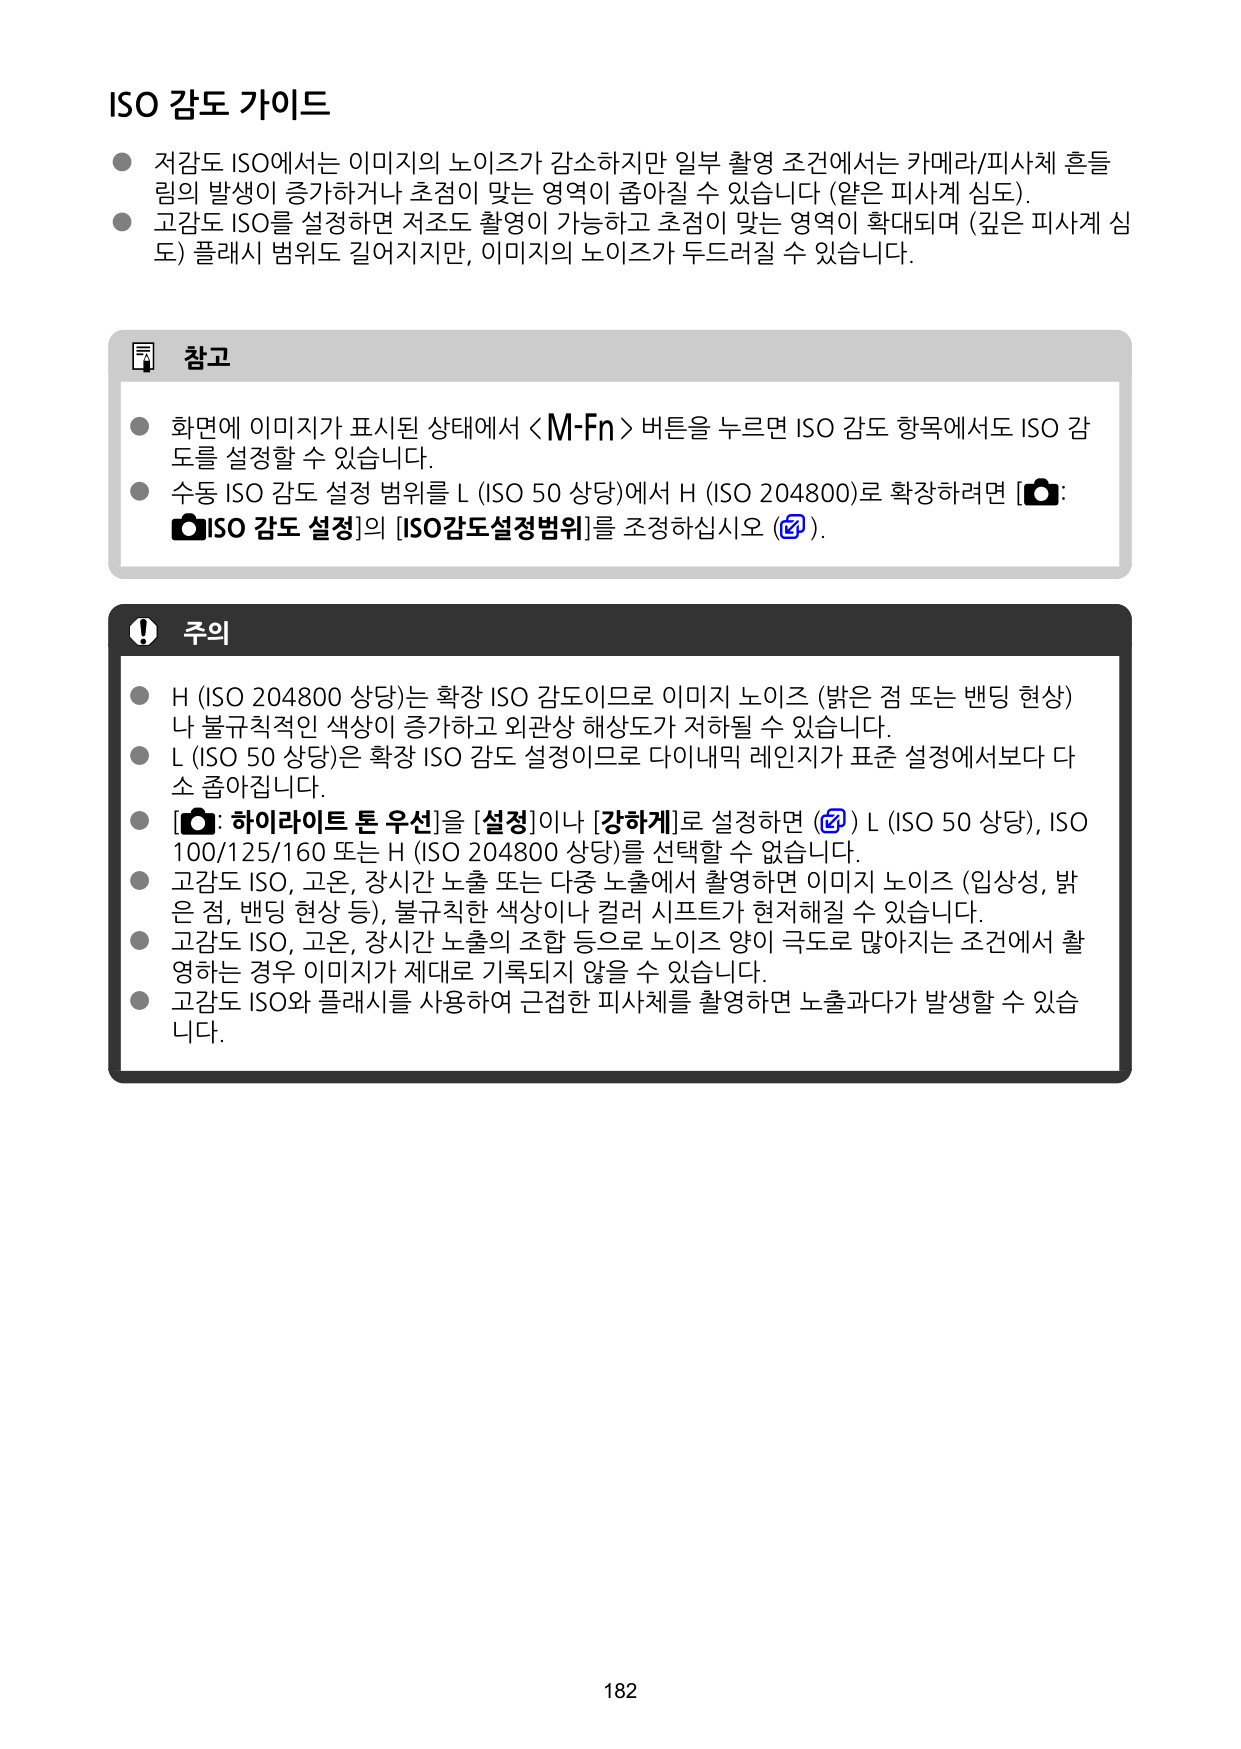 ISO 감도 가이드
● 저감도 ISO에서는 이미지의 노이즈가 감소하지만 일부 촬영 조건에서는 카메라/피사체 흔들
림의 발생이 증가하거나 초점이 맞는 영역이 좁아질 수 있습니다 (얕은 피사계 심도).
● 고감도 ISO를 설정하면 저조도 촬영이 가능하고 초점이 맞는 영역이 확대되며 (깊은 피사계 심
도) 플래시 범위도 길어지지만, 이미지의 노이즈가 두드러질 수 있습니다.
참고
● 화면에 이미지가 표시된 상태에서 <M-Fn> 버튼을 누르면 ISO 감도 항목에서도 ISO 감
도를 설정할 수 있습니다.
● 수동 ISO 감도 설정 범위를 L (ISO 50 상당)에서 H (ISO 204800)로 확장하려면 [:
ISO 감도 설정]의 [ISO감도설정범위]를 조정하십시오 ().
주의
● H (ISO 204800 상당)는 확장 ISO 감도이므로 이미지 노이즈 (밝은 점 또는 밴딩 현상)
나 불규칙적인 색상이 증가하고 외관상 해상도가 저하될 수 있습니다.
● L (ISO 50 상당)은 확장 ISO 감도 설정이므로 다이내믹 레인지가 표준 설정에서보다 다
소 좁아집니다.
● [: 하이라이트 톤 우선]을 [설정]이나 [강하게]로 설정하면 () L (ISO 50 상당), ISO
100/125/160 또는 H (ISO 204800 상당)를 선택할 수 없습니다.
● 고감도 ISO, 고온, 장시간 노출 또는 다중 노출에서 촬영하면 이미지 노이즈 (입상성, 밝
은 점, 밴딩 현상 등), 불규칙한 색상이나 컬러 시프트가 현저해질 수 있습니다.
● 고감도 ISO, 고온, 장시간 노출의 조합 등으로 노이즈 양이 극도로 많아지는 조건에서 촬
영하는 경우 이미지가 제대로 기록되지 않을 수 있습니다.
● 고감도 ISO와 플래시를 사용하여 근접한 피사체를 촬영하면 노출과다가 발생할 수 있습
니다.
182